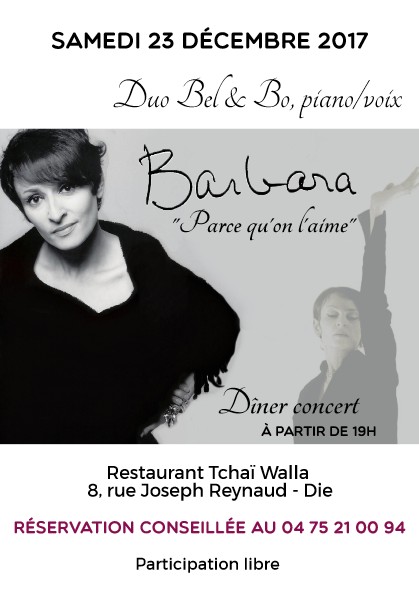 SAMEDI 23 DÉCEMBRE 2017
Duo Bel & Bo, piano/voix
Barbara
"Parce qu'on l'aime"
Dîner concert
À PARTIR DE 19H
Restaurant Tchaï Walla
8, rue Joseph Reynaud - Die
RÉSERVATION CONSEILLÉE AU 04 75 21 00 94
Participation libre